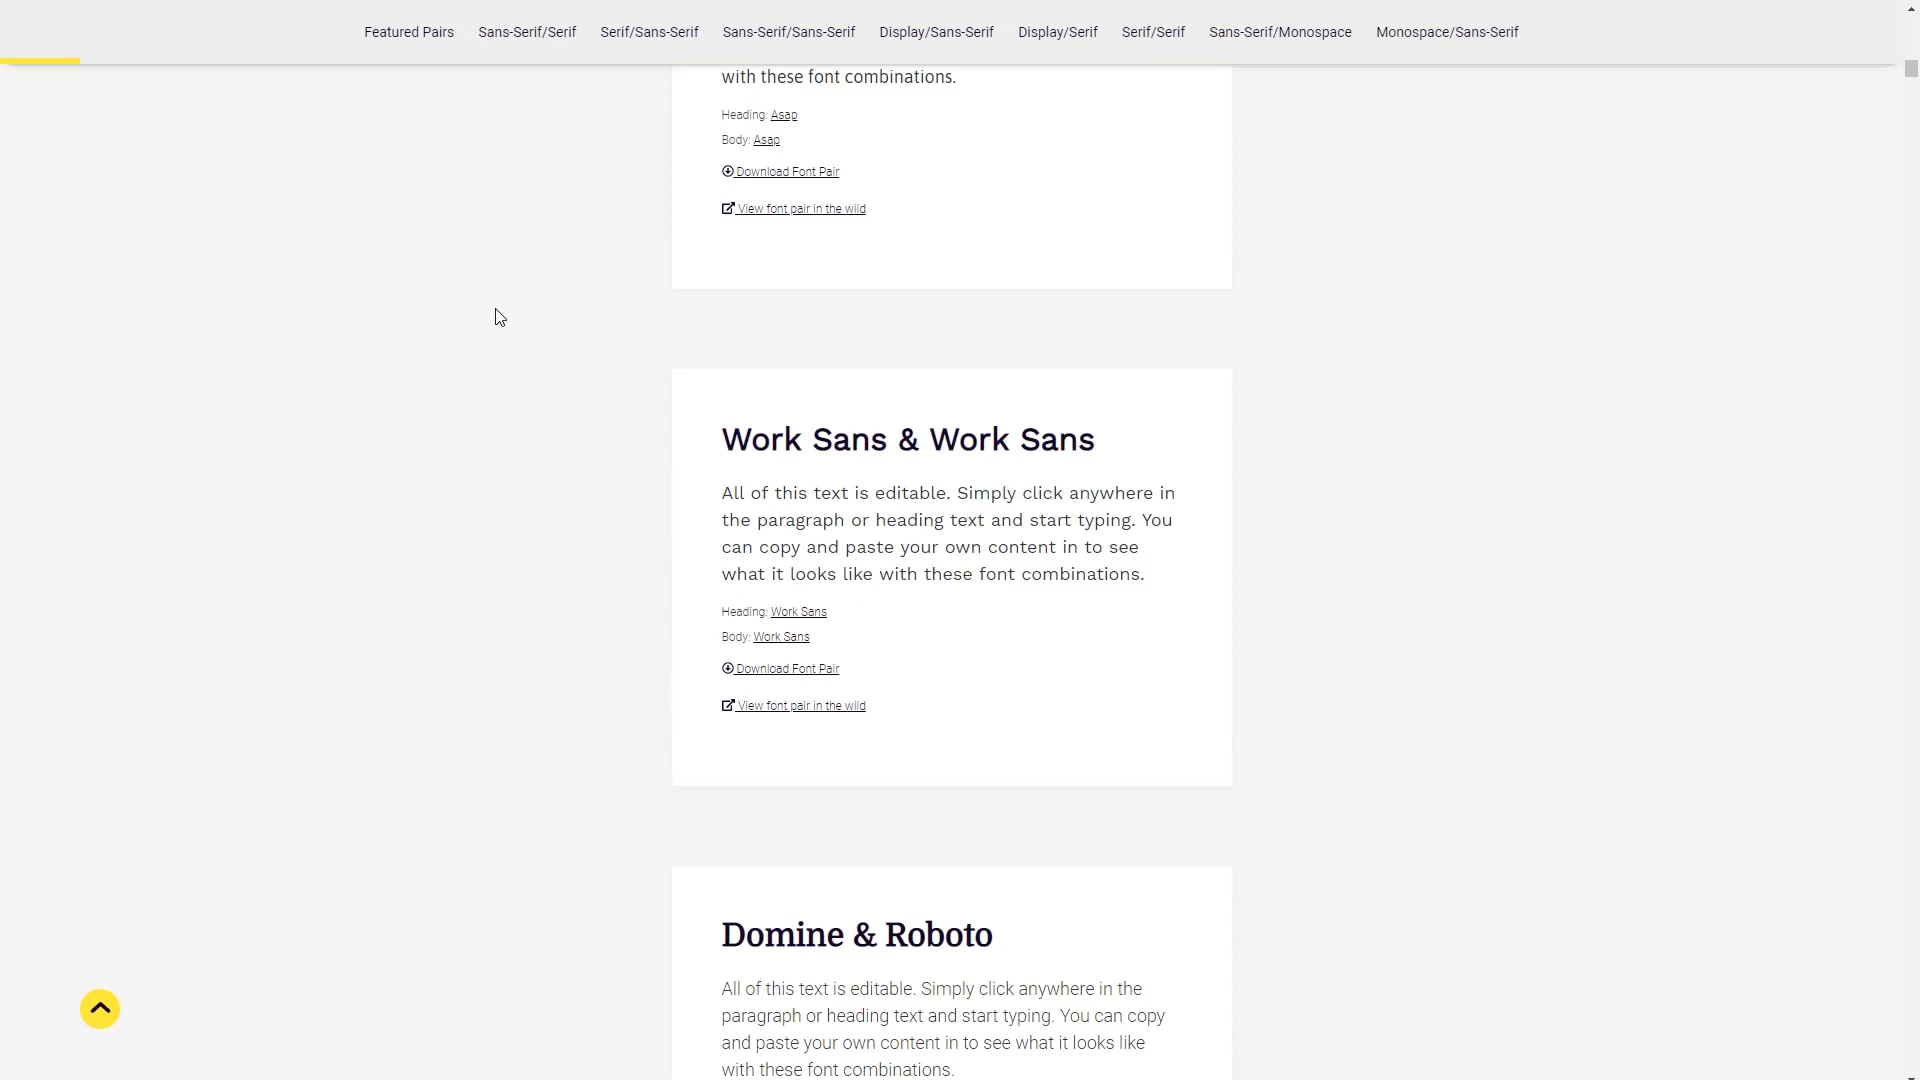 Featured Pairs Sans-Serif/Serif Serif/Sans-Serif Sans-Serif/Sans-Serif Display/Sans-Serif Display/Serif Serif/Serif Sans-Serif/Monospace Monospace/Sans-Serif
with these font combinations.
Heading: Asap
Body: Asap
Download Font Pair
View font pair in the wild
Work Sans & Work Sans
All of this text is editable. Simply click anywhere in
the paragraph or heading text and start typing. You
can copy and paste your own content in to see
what it looks like with these font combinations.
Heading: Work Sans
Body: Work Sans
Download Font Pair
View font pair in the wild
Domine & Roboto
All of this text is editable. Simply click anywhere in the
paragraph or heading text and start typing. You can copy
and paste your own content in to see what it looks like
with these font combinations.